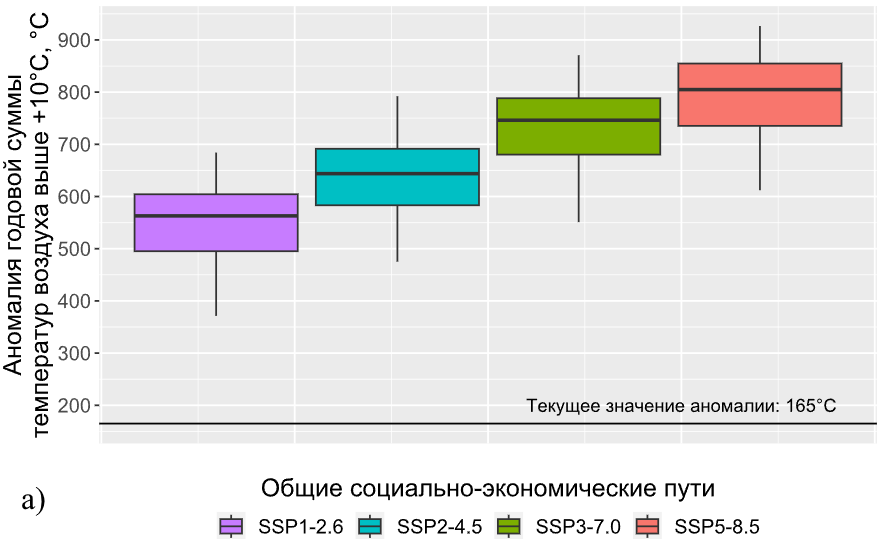 Аномалия годовой суммы
температур воздуха выше +10°C, °C
900
800
700
600
500
400
300
200
Текущее значение аномалии: 165°C
а)
Общие социально-экономические пути
SSP1-2.6 SSP2-4.5 SSP3-7.0 SSP5-8.5